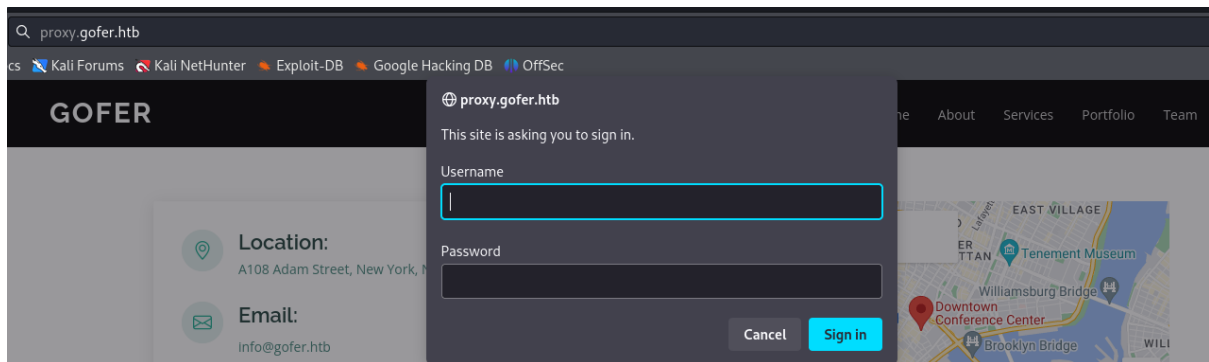 proxy.gofer.htb
cs Kali Forums Kali NetHunter Exploit-DB Google Hacking DB OffSec
proxy.gofer.htb
GOFER
About Services Portfolio Team
This site is asking you to sign in.
Username
Password
Cancel Sign in
Location:
A108 Adam Street, New York,
Email:
info@gofer.htb
EAST VILLAGE
Tenement Museum
Williamsburg Bridge
Downtown
Conference Center
Brooklyn Bridge